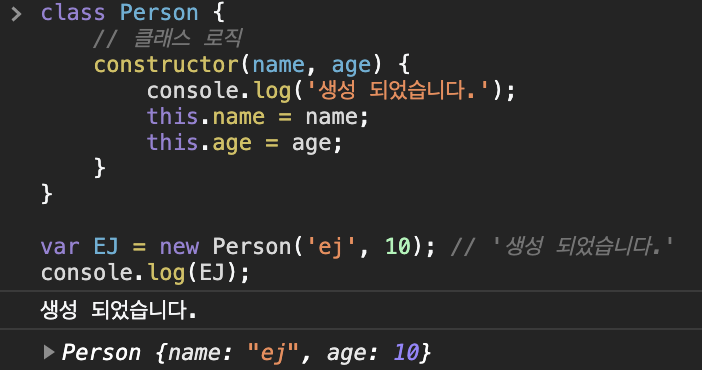 class Person {
    // 클래스 로직
    constructor(name, age) {
        console.log('생성 되었습니다.');
        this.name = name;
        this.age = age;
    }
}

var EJ = new Person('ej', 10); // '생성 되었습니다.'
console.log(EJ);
생성 되었습니다.
Person {name: "ej", age: 10}